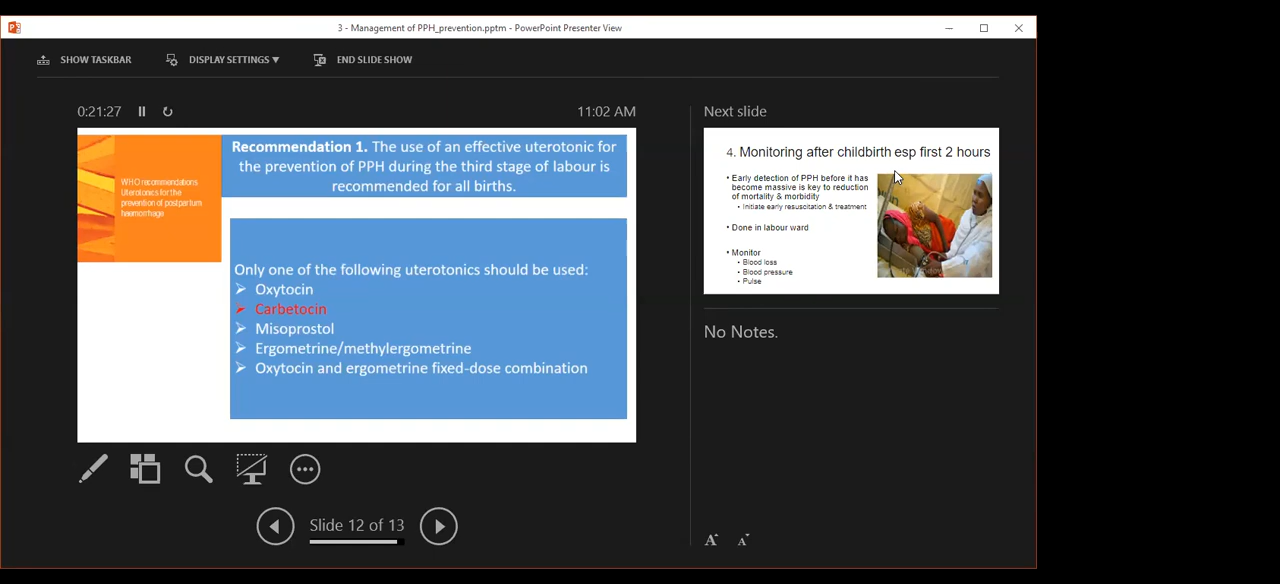 3 - Management of PPH_prevention.pptm - PowerPoint Presenter View
SHOW TASKBAR
DISPLAY SETTINGS ▼
END SLIDE SHOW
0:21:27
11:02 AM
WHO recommendations
Uterotonics for the
prevention of postpartum
haemorrhage
Recommendation 1. The use of an effective uterotonic for
the prevention of PPH during the third stage of labour is
recommended for all births.
Only one of the following uterotonics should be used:
➢ Oxytocin
➢ Carbetocin
➢ Misoprostol
➢ Ergometrine/methylergometrine
➢ Oxytocin and ergometrine fixed-dose combination
Slide 12 of 13
Next slide
4. Monitoring after childbirth esp first 2 hours
• Early detection of PPH before it has
become massive is key to reduction
of mortality & morbidity
• Initiate early resuscitation & treatment
• Done in labour ward
• Monitor
• Blood loss
• Blood pressure
• Pulse
No Notes.
A A